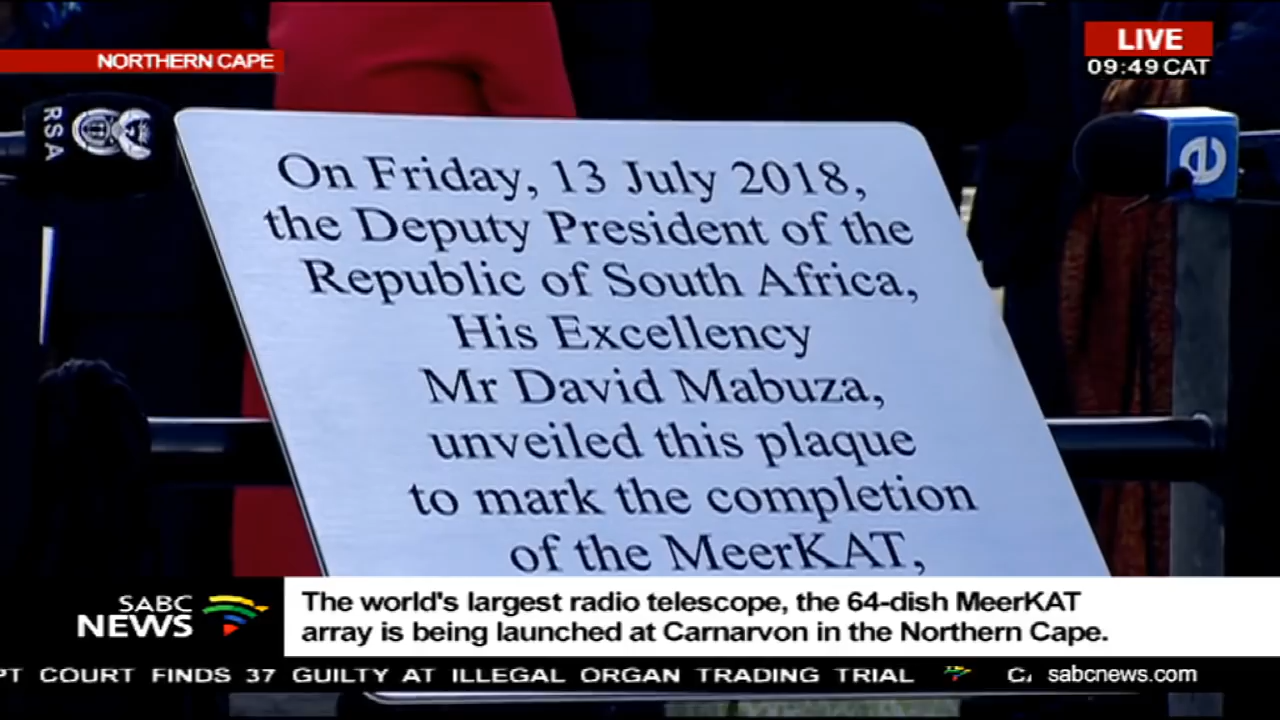 NORTHERN CAPE
LIVE
09:49 CAT
RSA
e
On Friday, 13 July 2018,
the Deputy President of the
Republic of South Africa,
His Excellency
Mr David Mabuza,
unveiled this plaque
to mark the completion
of the MeerKAT,
SABC
NEWS
The world's largest radio telescope, the 64-dish MeerKAT
array is being launched at Carnarvon in the Northern Cape.
PT COURT FINDS 37 GUILTY AT ILLEGAL ORGAN TRADING TRIAL
sabcnews.com